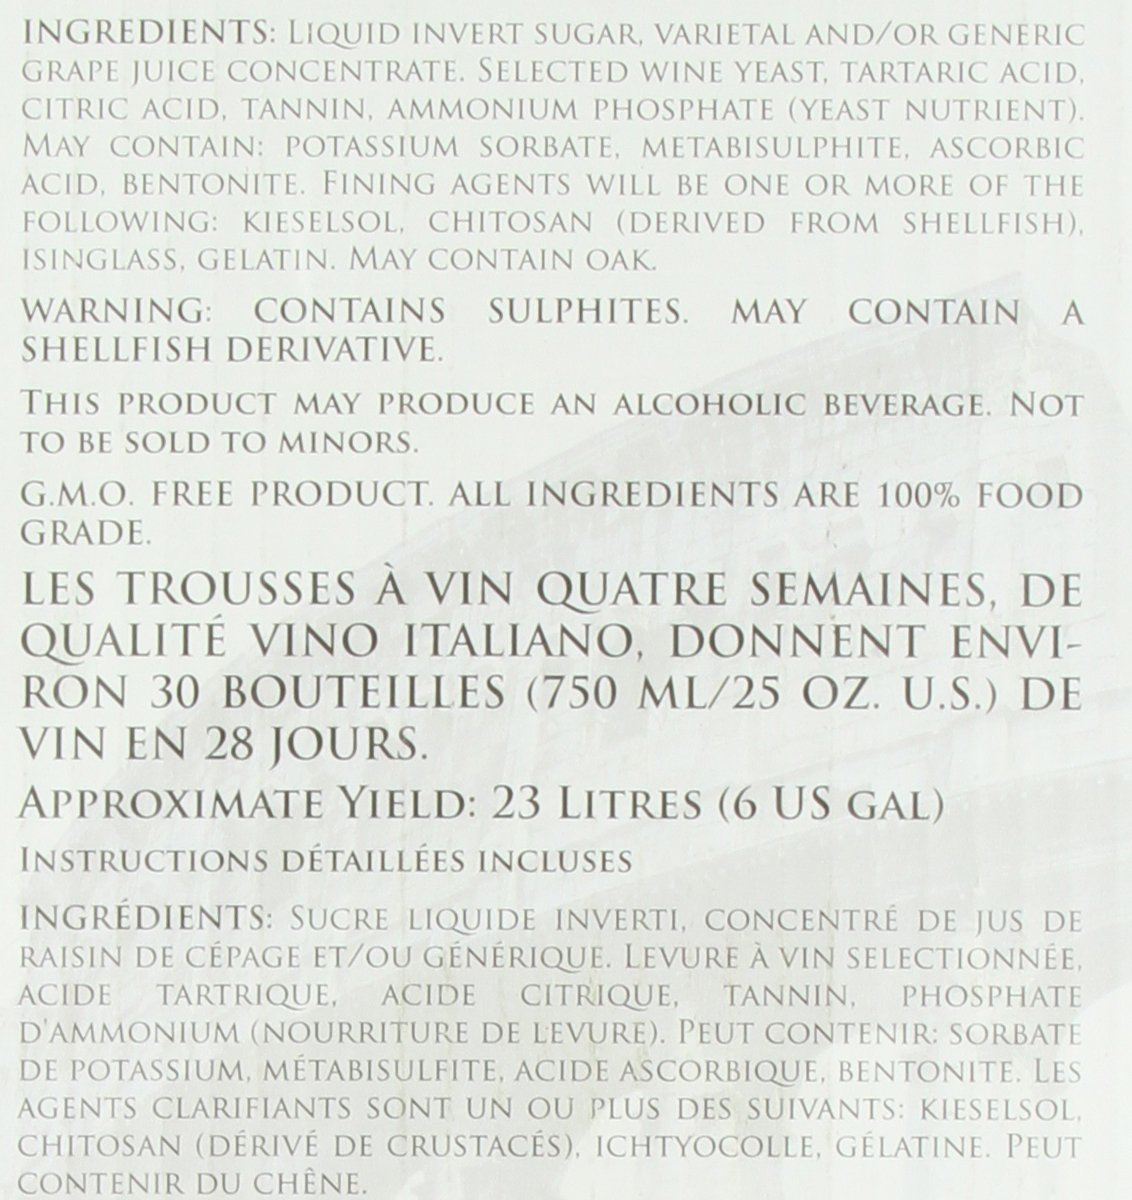 INGREDIENTS: LIQUID INVERT SUGAR, VARIETAL AND/OR GENERIC
GRAPE JUICE CONCENTRATE. SELECTED WINE YEAST, TARTARIC ACID,
CITRIC ACID, TANNIN, AMMONIUM PHOSPHATE (YEAST NUTRIENT).
MAY CONTAIN: POTASSIUM SORBATE, METABISULPHITE, ASCORBIC
ACID, BENTONITE. FINING AGENTS WILL BE ONE OR MORE OF THE
FOLLOWING: KIESELSOL, CHITOSAN (DERIVED FROM SHELLFISH),
ISINGLASS, GELATIN. MAY CONTAIN OAK.
WARNING: CONTAINS SULPHITES. MAY CONTAIN A
SHELLFISH DERIVATIVE.
THIS PRODUCT MAY PRODUCE AN ALCOHOLIC BEVERAGE. NOT
TO BE SOLD TO MINORS.
G.M.O. FREE PRODUCT. ALL INGREDIENTS ARE 100% FOOD
GRADE.
LES TROUSSES À VIN QUATRE SEMAINES, DE
QUALITÉ VINO ITALIANO, DONNENT ENVI-
RON 30 BOUTEILLES (750 ML/25 OZ. U.S.) DE
VIN EN 28 JOURS.
APPROXIMATE YIELD: 23 LITRES (6 US GAL)
INSTRUCTIONS DÉTAILLÉES INCLUSES
INGRÉDIENTS: SUCRE LIQUIDE INVERTI, CONCENTRÉ DE JUS DE
RAISIN DE CÉPAGE ET/OU GÉNÉRIQUE. LEVURE À VIN SELECTIONNÉE,
ACIDE TARTRIQUE, ACIDE CITRIQUE, TANNIN, PHOSPHATE
D'AMMONIUM (NOURRITURE DE LEVURE). PEUT CONTENIR: SORBATE
DE POTASSIUM, MÉTABISULFITE, ACIDE ASCORBIQUE, BENTONITE. LES
AGENTS CLARIFIANTS SONT UN OU PLUS DES SUIVANTS: KIESELSOL,
CHITOSAN (DÉRIVÉ DE CRUSTACÉS), ICHTYOCOLLE, GÉLATINE. PEUT
CONTENIR DU CHÊNE.